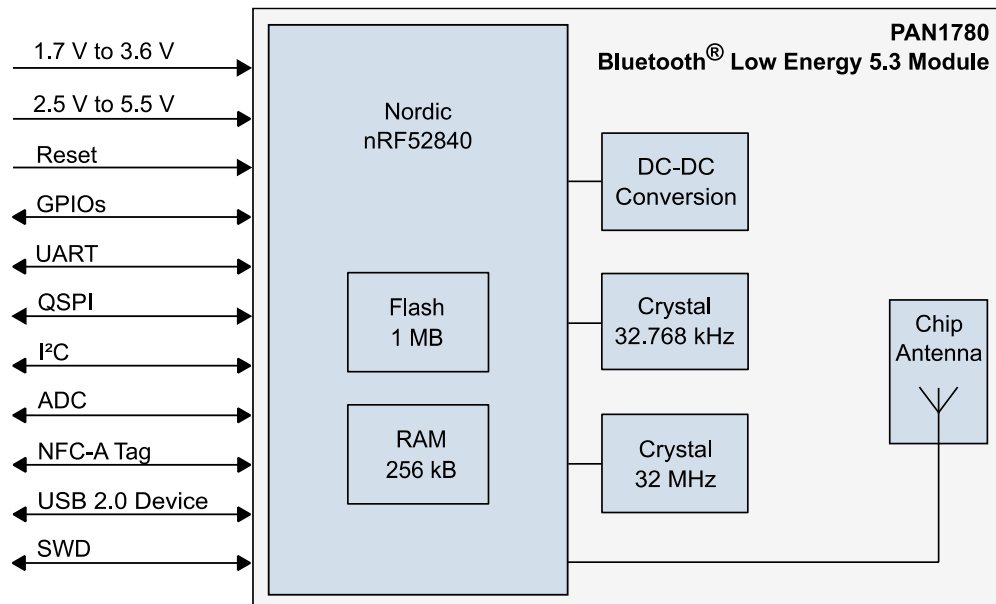 PAN1780
Bluetooth® Low Energy 5.3 Module
1.7 V to 3.6 V
2.5 V to 5.5 V
Reset
GPIOs
UART
QSPI
I²C
ADC
NFC-A Tag
USB 2.0 Device
SWD
Nordic
nRF52840
Flash
1 MB
RAM
256 kB
DC-DC
Conversion
Crystal
32.768 kHz
Crystal
32 MHz
Chip
Antenna